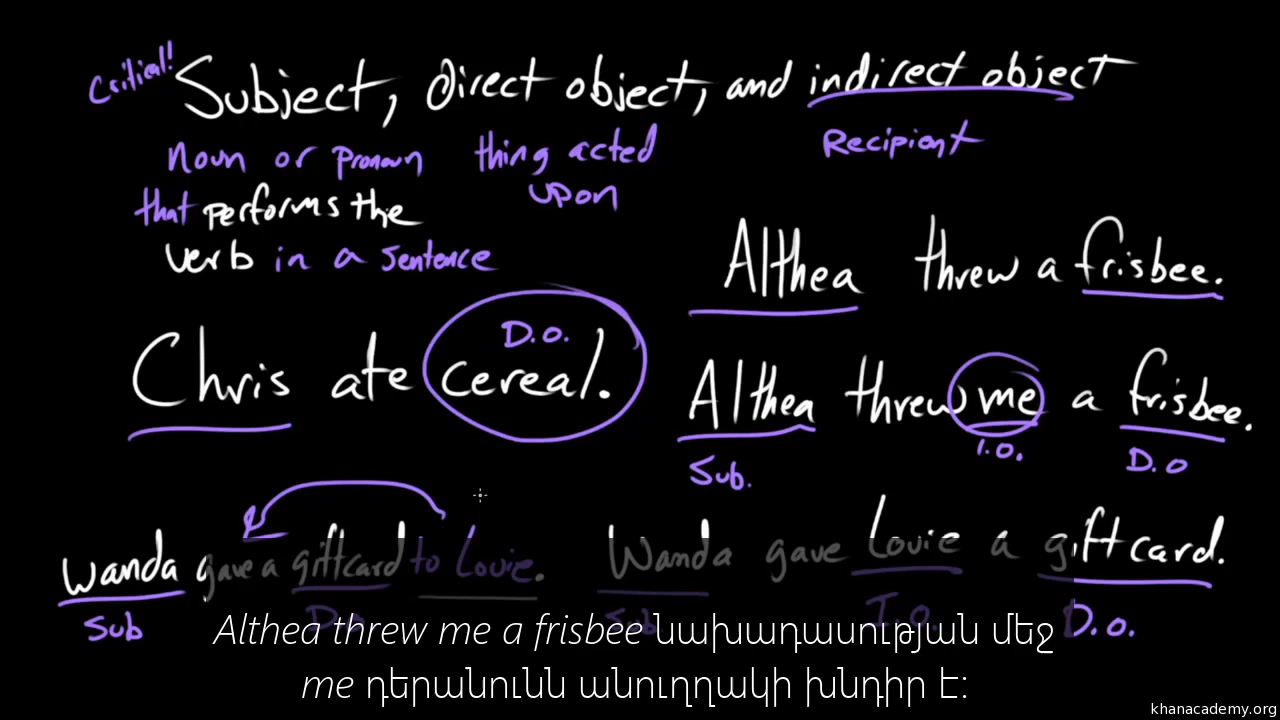 Critical!
Subject, direct object, and indirect object
noun or pronoun
that performs the
verb in a sentence
thing acted
upon
Recipient
Althea threw a frisbee.
Chris ate cereal.
D.o.
Althea threw me a frisbee.
Sub.
I.o.
D.o
Wanda gave a giftcard to Louie.
Sub
D.o.
Wanda gave Louie a giftcard.
Sub
I.o.
D.o.
Althea threw me a frisbee նախադասության մեջ
me դերանունն անուղղակի խնդիր է:
khanacademy.org